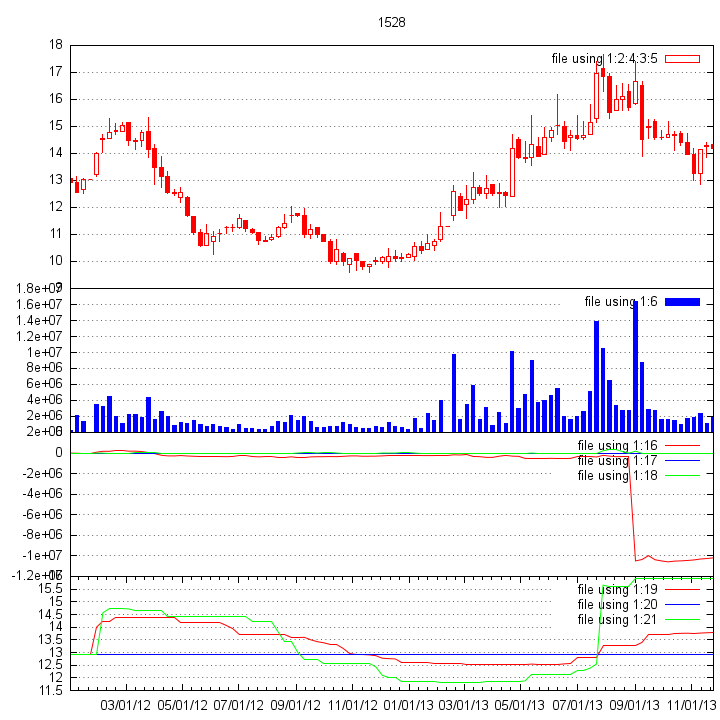 1528
18
file using 1:2:4:3:5
17
16
15
14
13
12
11
10
9
1.8e+07
file using 1:6
1.6e+07
1.4e+07
1.2e+07
1e+07
8e+06
6e+06
4e+06
2e+06
0
2e+06
file using 1:16
0
file using 1:17
file using 1:18
-2e+06
-4e+06
-6e+06
-8e+06
-1e+07
-1.2e+07
16
15.5
file using 1:19
15
file using 1:20
14.5
file using 1:21
14
13.5
13
12.5
12
11.5
03/01/12 05/01/12 07/01/12 09/01/12 11/01/12 01/01/13 03/01/13 05/01/13 07/01/13 09/01/13 11/01/13